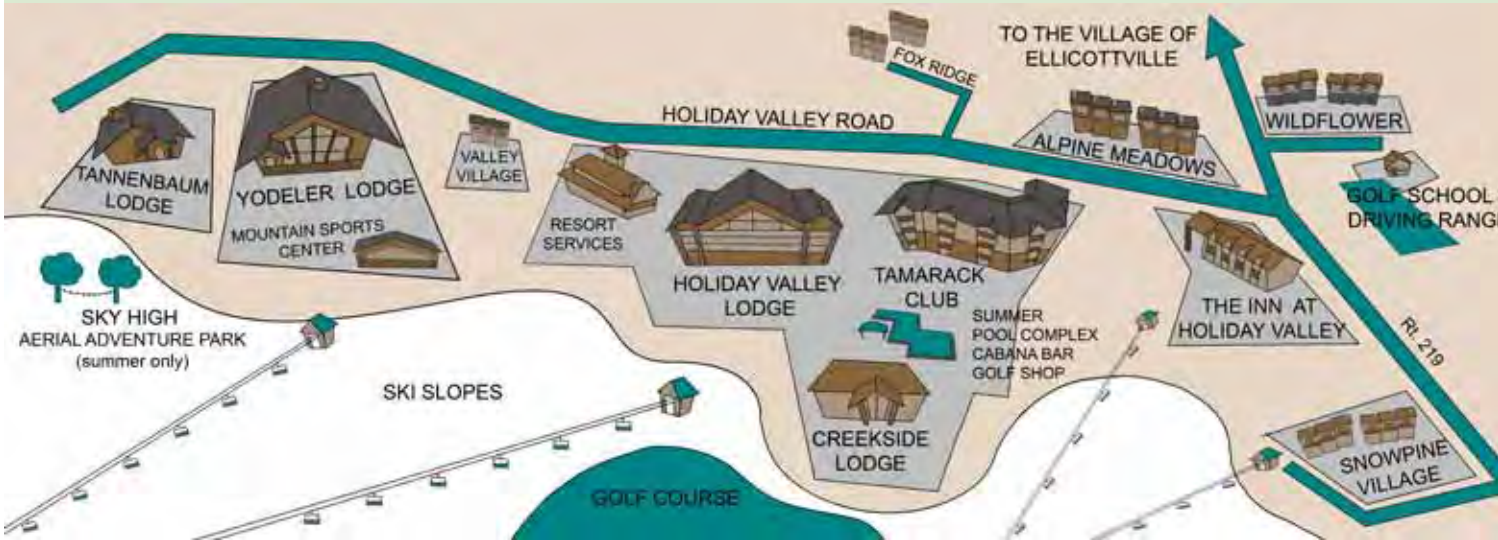 TO THE VILLAGE OF
ELLICOTTVILLE
FOX RIDGE
HOLIDAY VALLEY ROAD
WILDFLOWER
ALPINE MEADOWS
TANNENBAUM
LODGE
YODELER LODGE
MOUNTAIN SPORTS
CENTER
VALLEY
VILLAGE
RESORT
SERVICES
HOLIDAY VALLEY
LODGE
TAMARACK
CLUB
SUMMER
POOL COMPLEX
CABANA BAR
GOLF SHOP
CREEKSIDE
LODGE
GOLF SCHOOL
DRIVING RANG
THE INN AT
HOLIDAY VALLEY
Rt. 219
SNOWPINE
VILLAGE
SKY HIGH
AERIAL ADVENTURE PARK
(summer only)
SKI SLOPES
GOLF COURSE